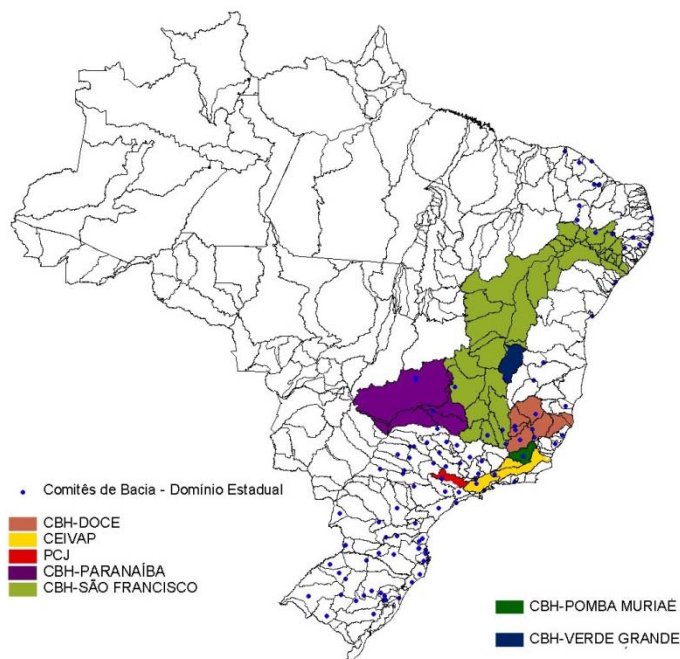 Comitês de Bacia - Domínio Estadual
CBH-DOCE
CEIVAP
PCJ
CBH-PARANAÍBA
CBH-SÃO FRANCISCO
CBH-POMBA MURIAÉ
CBH-VERDE GRANDE